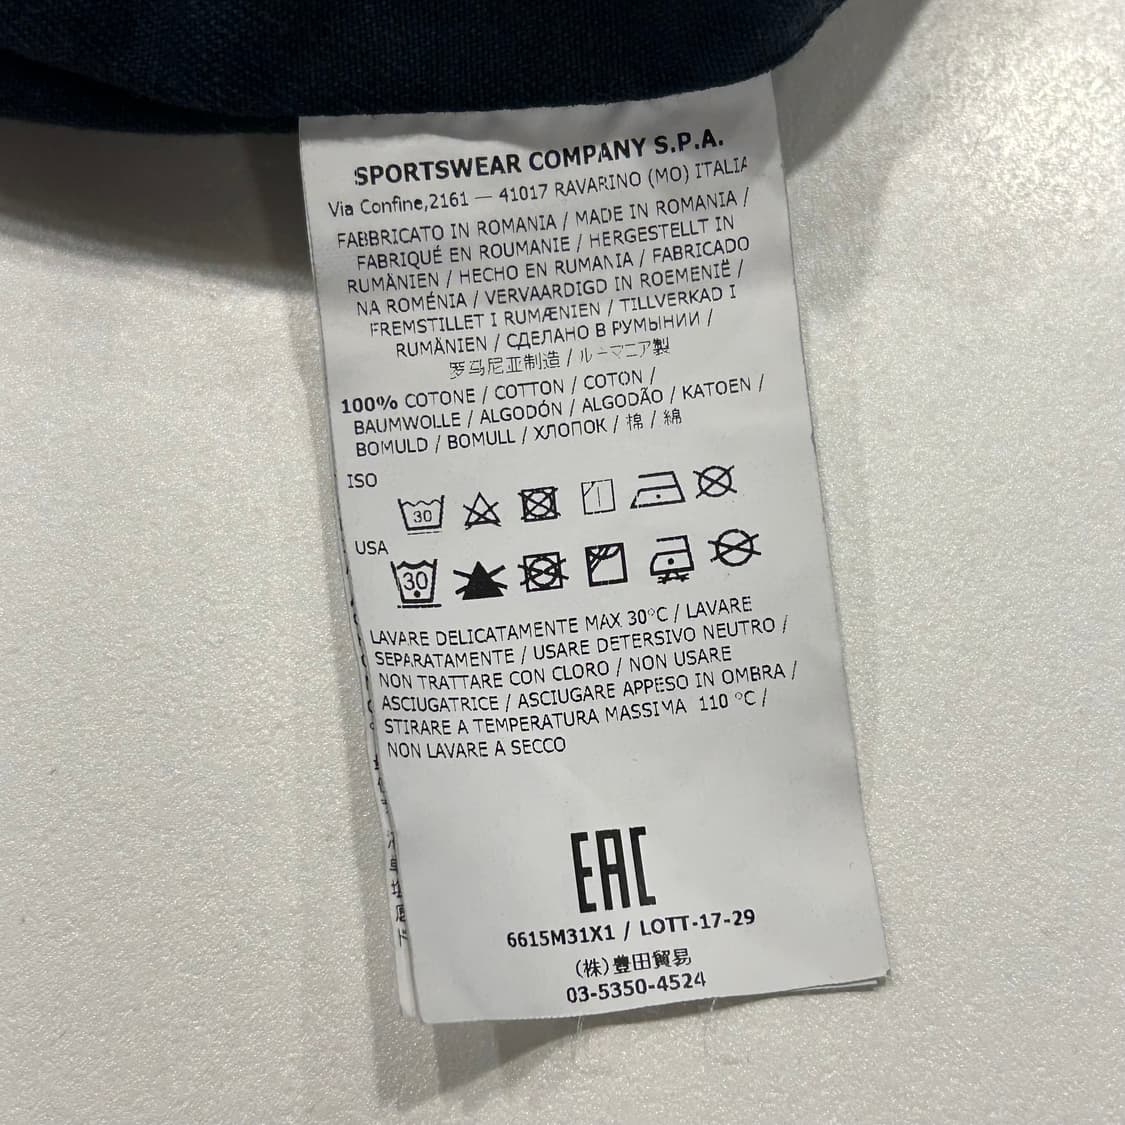 SPORTSWEAR COMPANY S.P.A.
Via Confine,2161 — 41017 RAVARINO (MO) ITALIA
FABBRICATO IN ROMANIA / MADE IN ROMANIA /
FABRIQUÉ EN ROUMANIE / HERGESTELLT IN
RUMÄNIEN / HECHO EN RUMANIA / FABRICADO
NA ROMÉNIA / VERVAARDIGD IN ROEMENIË /
FREMSTILLET I RUMÆNIEN / TILLVERKAD I
RUMÄNIEN / СДЕЛАНО В РУМЫНИИ /
罗马尼亚制造 / ルーマニア製
100% COTONE / COTTON / COTON /
BAUMWOLLE / ALGODÓN / ALGODÃO / KATOEN /
BOMULD / BOMULL / ХЛОПОК / 棉 / 綿
ISO
30
USA
30
LAVARE DELICATAMENTE MAX 30°C / LAVARE
SEPARATAMENTE / USARE DETERSIVO NEUTRO /
NON TRATTARE CON CLORO / NON USARE
ASCIUGATRICE / ASCIUGARE APPESO IN OMBRA /
STIRARE A TEMPERATURA MASSIMA 110 °C /
NON LAVARE A SECCO
EAC
6615M31X1 / LOTT-17-29
(株)豊田貿易
03-5350-4524